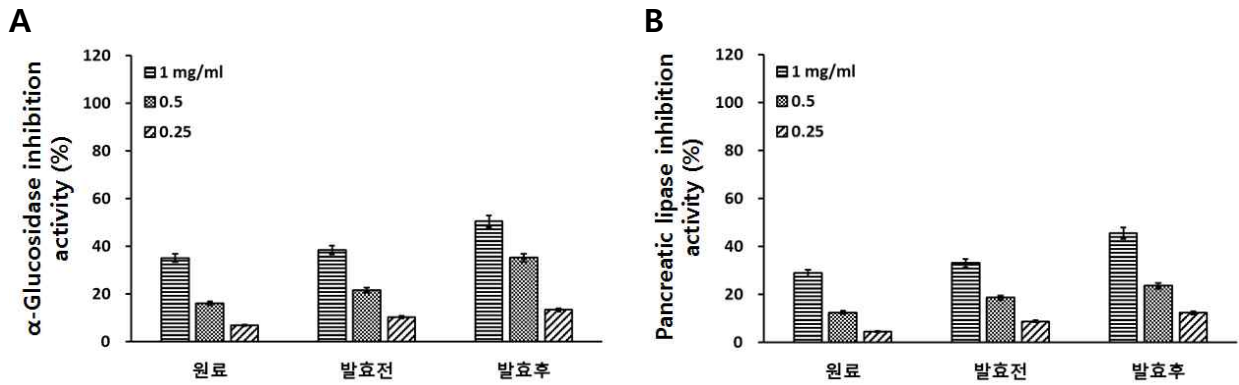 A
α-Glucosidase inhibition
activity (%)
120
100
80
60
40
20
0
1 mg/ml
0.5
0.25
원료
발효전
발효후
B
Pancreatic lipase inhibition
activity (%)
120
100
80
60
40
20
0
1 mg/ml
0.5
0.25
원료
발효전
발효후